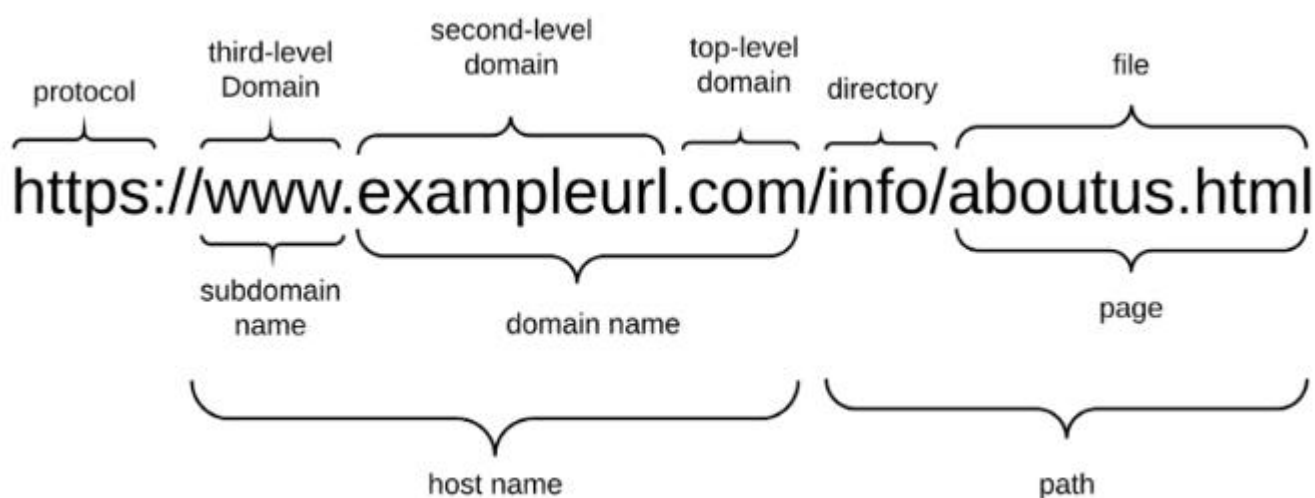 protocol
third-level
Domain
second-level
domain
top-level
domain
directory
file
https://www.exampleurl.com/info/aboutus.html
subdomain
name
domain name
page
host name
path